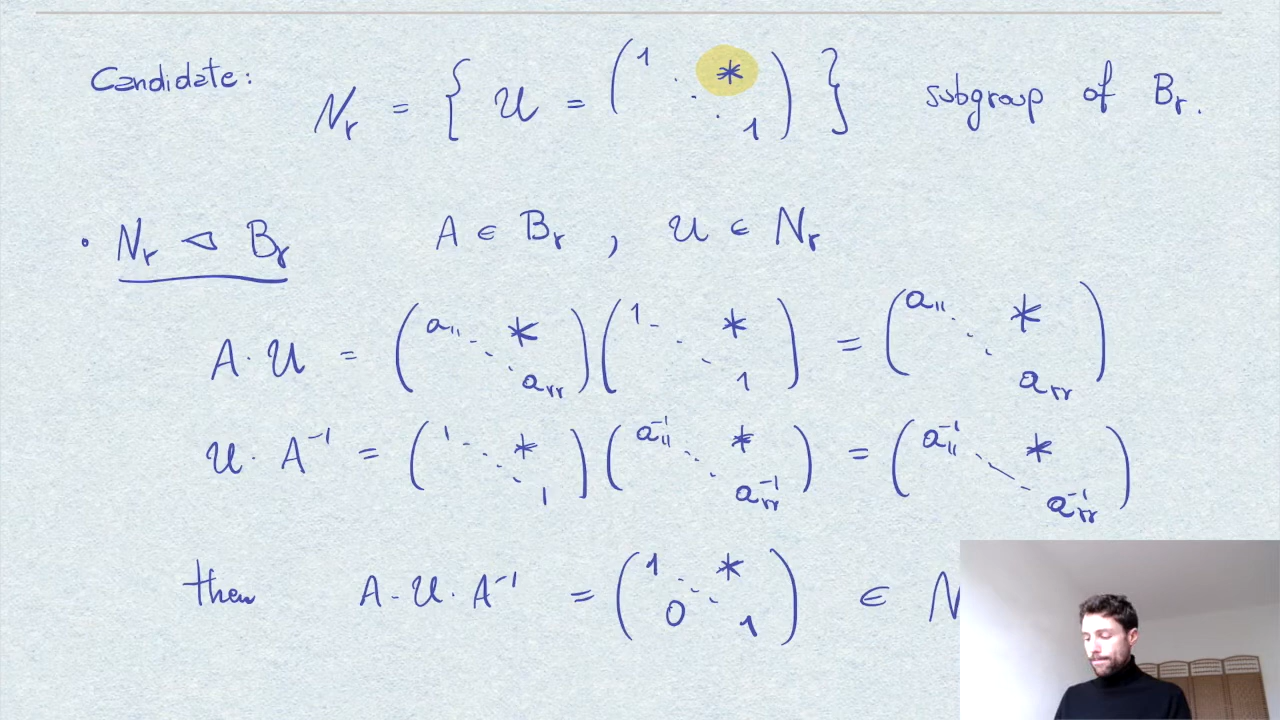 Candidate: N_r = { U = ( 1 ⋱ * 1 ) } subgroup of B_r.
• N_r ◁ B_r    A ∈ B_r , U ∈ N_r
A · U = ( a_11 ⋱ * a_rr ) ( 1 ⋱ * 1 ) = ( a_11 ⋱ * a_rr )
U · A^-1 = ( 1 ⋱ * 1 ) ( a_11^-1 ⋱ * a_rr^-1 ) = ( a_11^-1 ⋱ * a_rr^-1 )
then A · U · A^-1 = ( 1 ⋱ * 0 1 ) ∈ N